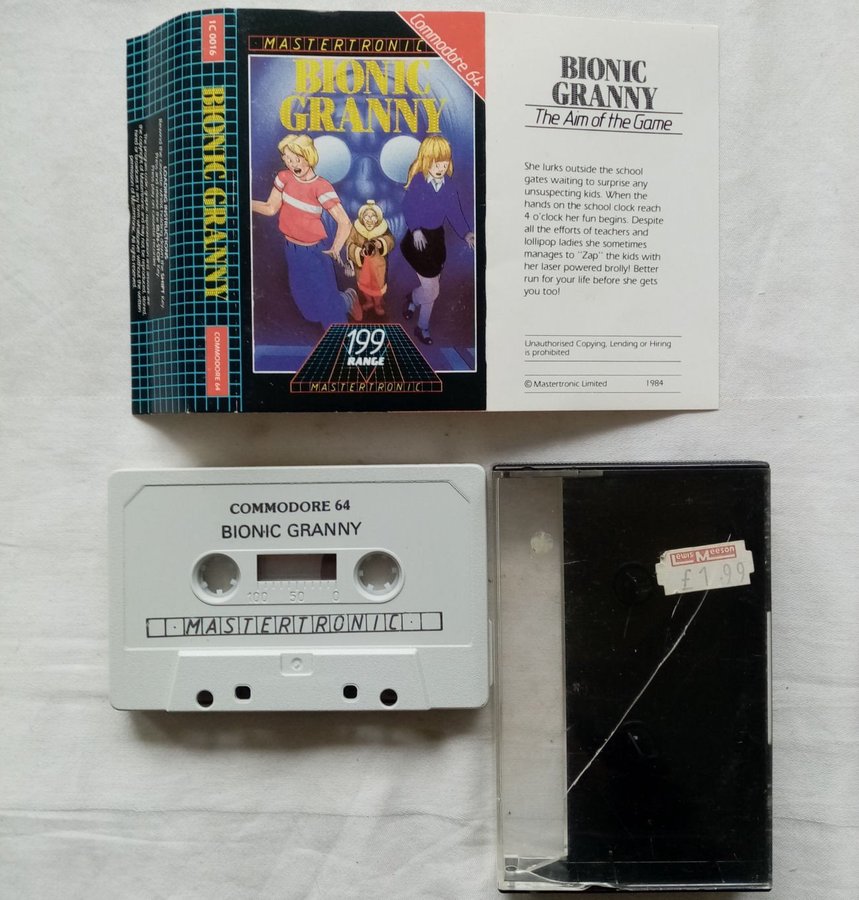 1C 0016
BIONIC GRANNY
COMMODORE 64
LOADING INSTRUCTIONS
MASTERTRONIC
Commodore 64
BIONIC
GRANNY
199
RANGE
MASTERTRONIC
BIONIC
GRANNY
The Aim of the Game
She lurks outside the school
gates waiting to surprise any
unsuspecting kids. When the
hands on the school clock reach
4 o'clock her fun begins. Despite
all the efforts of teachers and
lollipop ladies she sometimes
manages to "Zap" the kids with
her laser powered brolly! Better
run for your life before she gets
you too!
Unauthorised Copying, Lending or Hiring
is prohibited
© Mastertronic Limited 1984
COMMODORE 64
BIONIC GRANNY
100 50 0
·MASTERTRONIC·
Lewis Meeson
£1.99